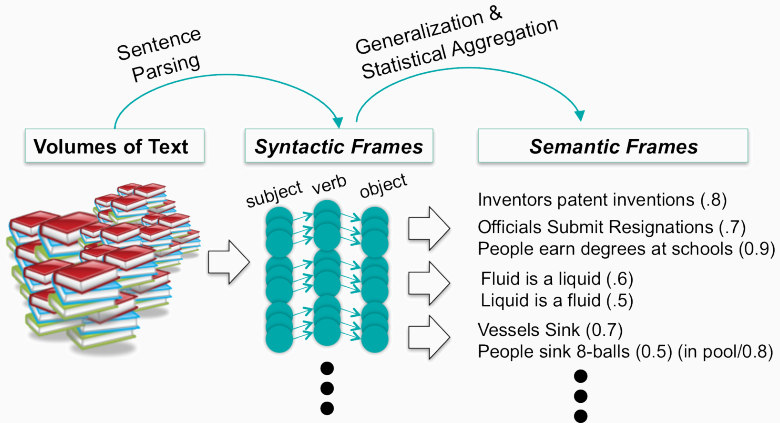 Sentence
Parsing
Generalization &
Statistical Aggregation
Volumes of Text
Syntactic Frames
Semantic Frames
subject verb object
Inventors patent inventions (.8)
Officials Submit Resignations (.7)
People earn degrees at schools (0.9)
Fluid is a liquid (.6)
Liquid is a fluid (.5)
Vessels Sink (0.7)
People sink 8-balls (0.5) (in pool/0.8)